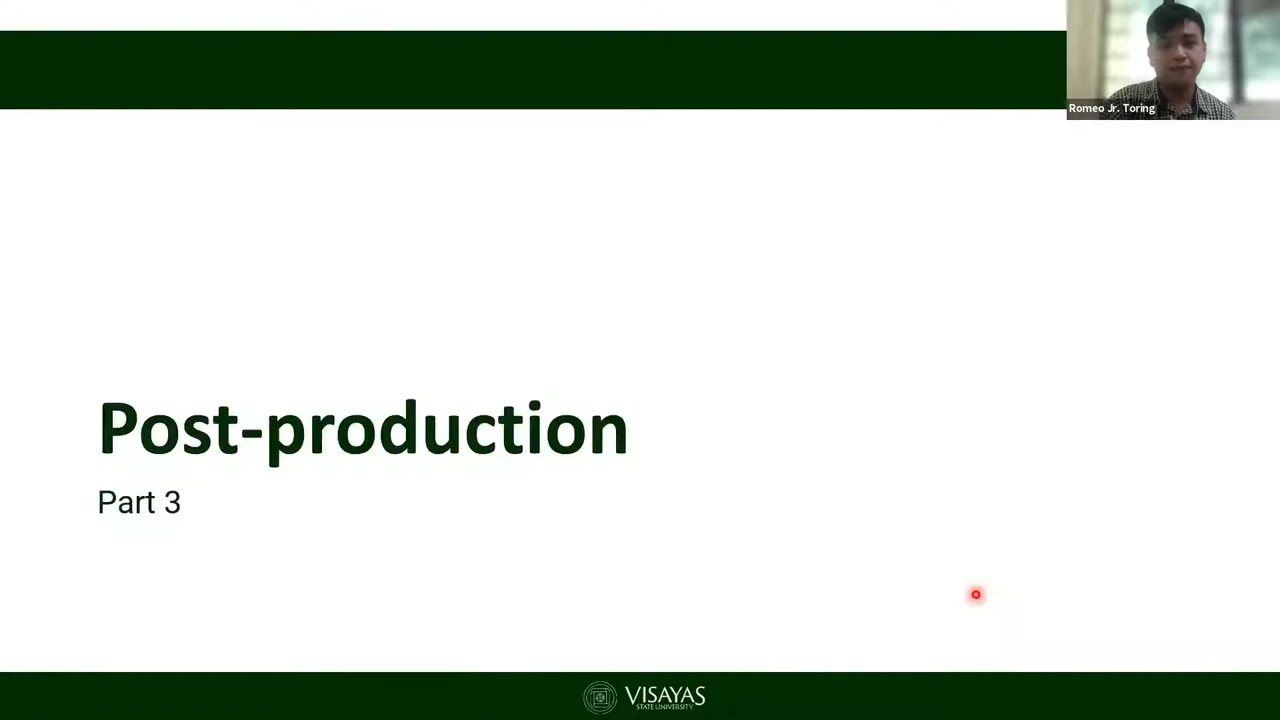 Romeo Jr. Toring
Post-production
Part 3
VISAYAS
STATE UNIVERSITY